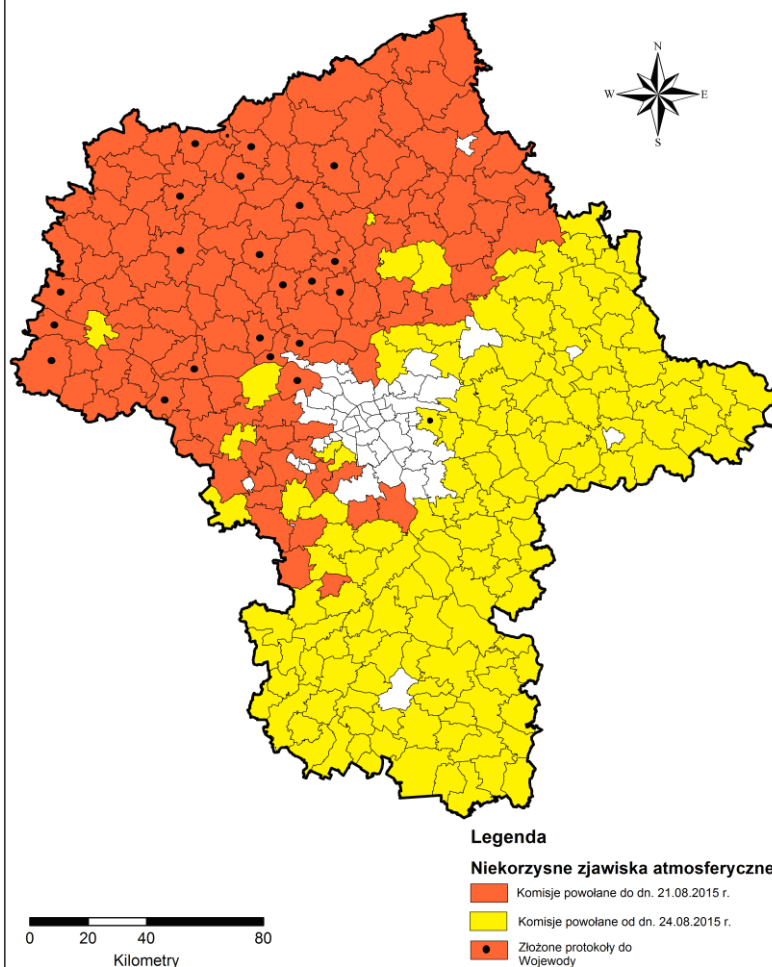 N
W E
S
Legenda
Niekorzysne zjawiska atmosferyczne
Komisje powołane do dn. 21.08.2015 r.
Komisje powołane od dn. 24.08.2015 r.
Złożone protokoły do
Wojewody
0 20 40 80
Kilometry